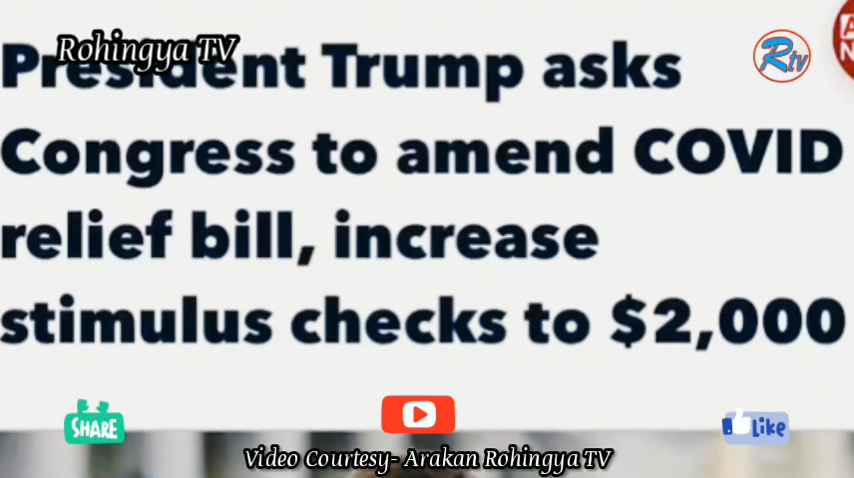 Rohingya TV
President Trump asks
Congress to amend COVID
relief bill, increase
stimulus checks to $2,000
Rtv
SHARE
Like
Video Courtesy- Arakan Rohingya TV